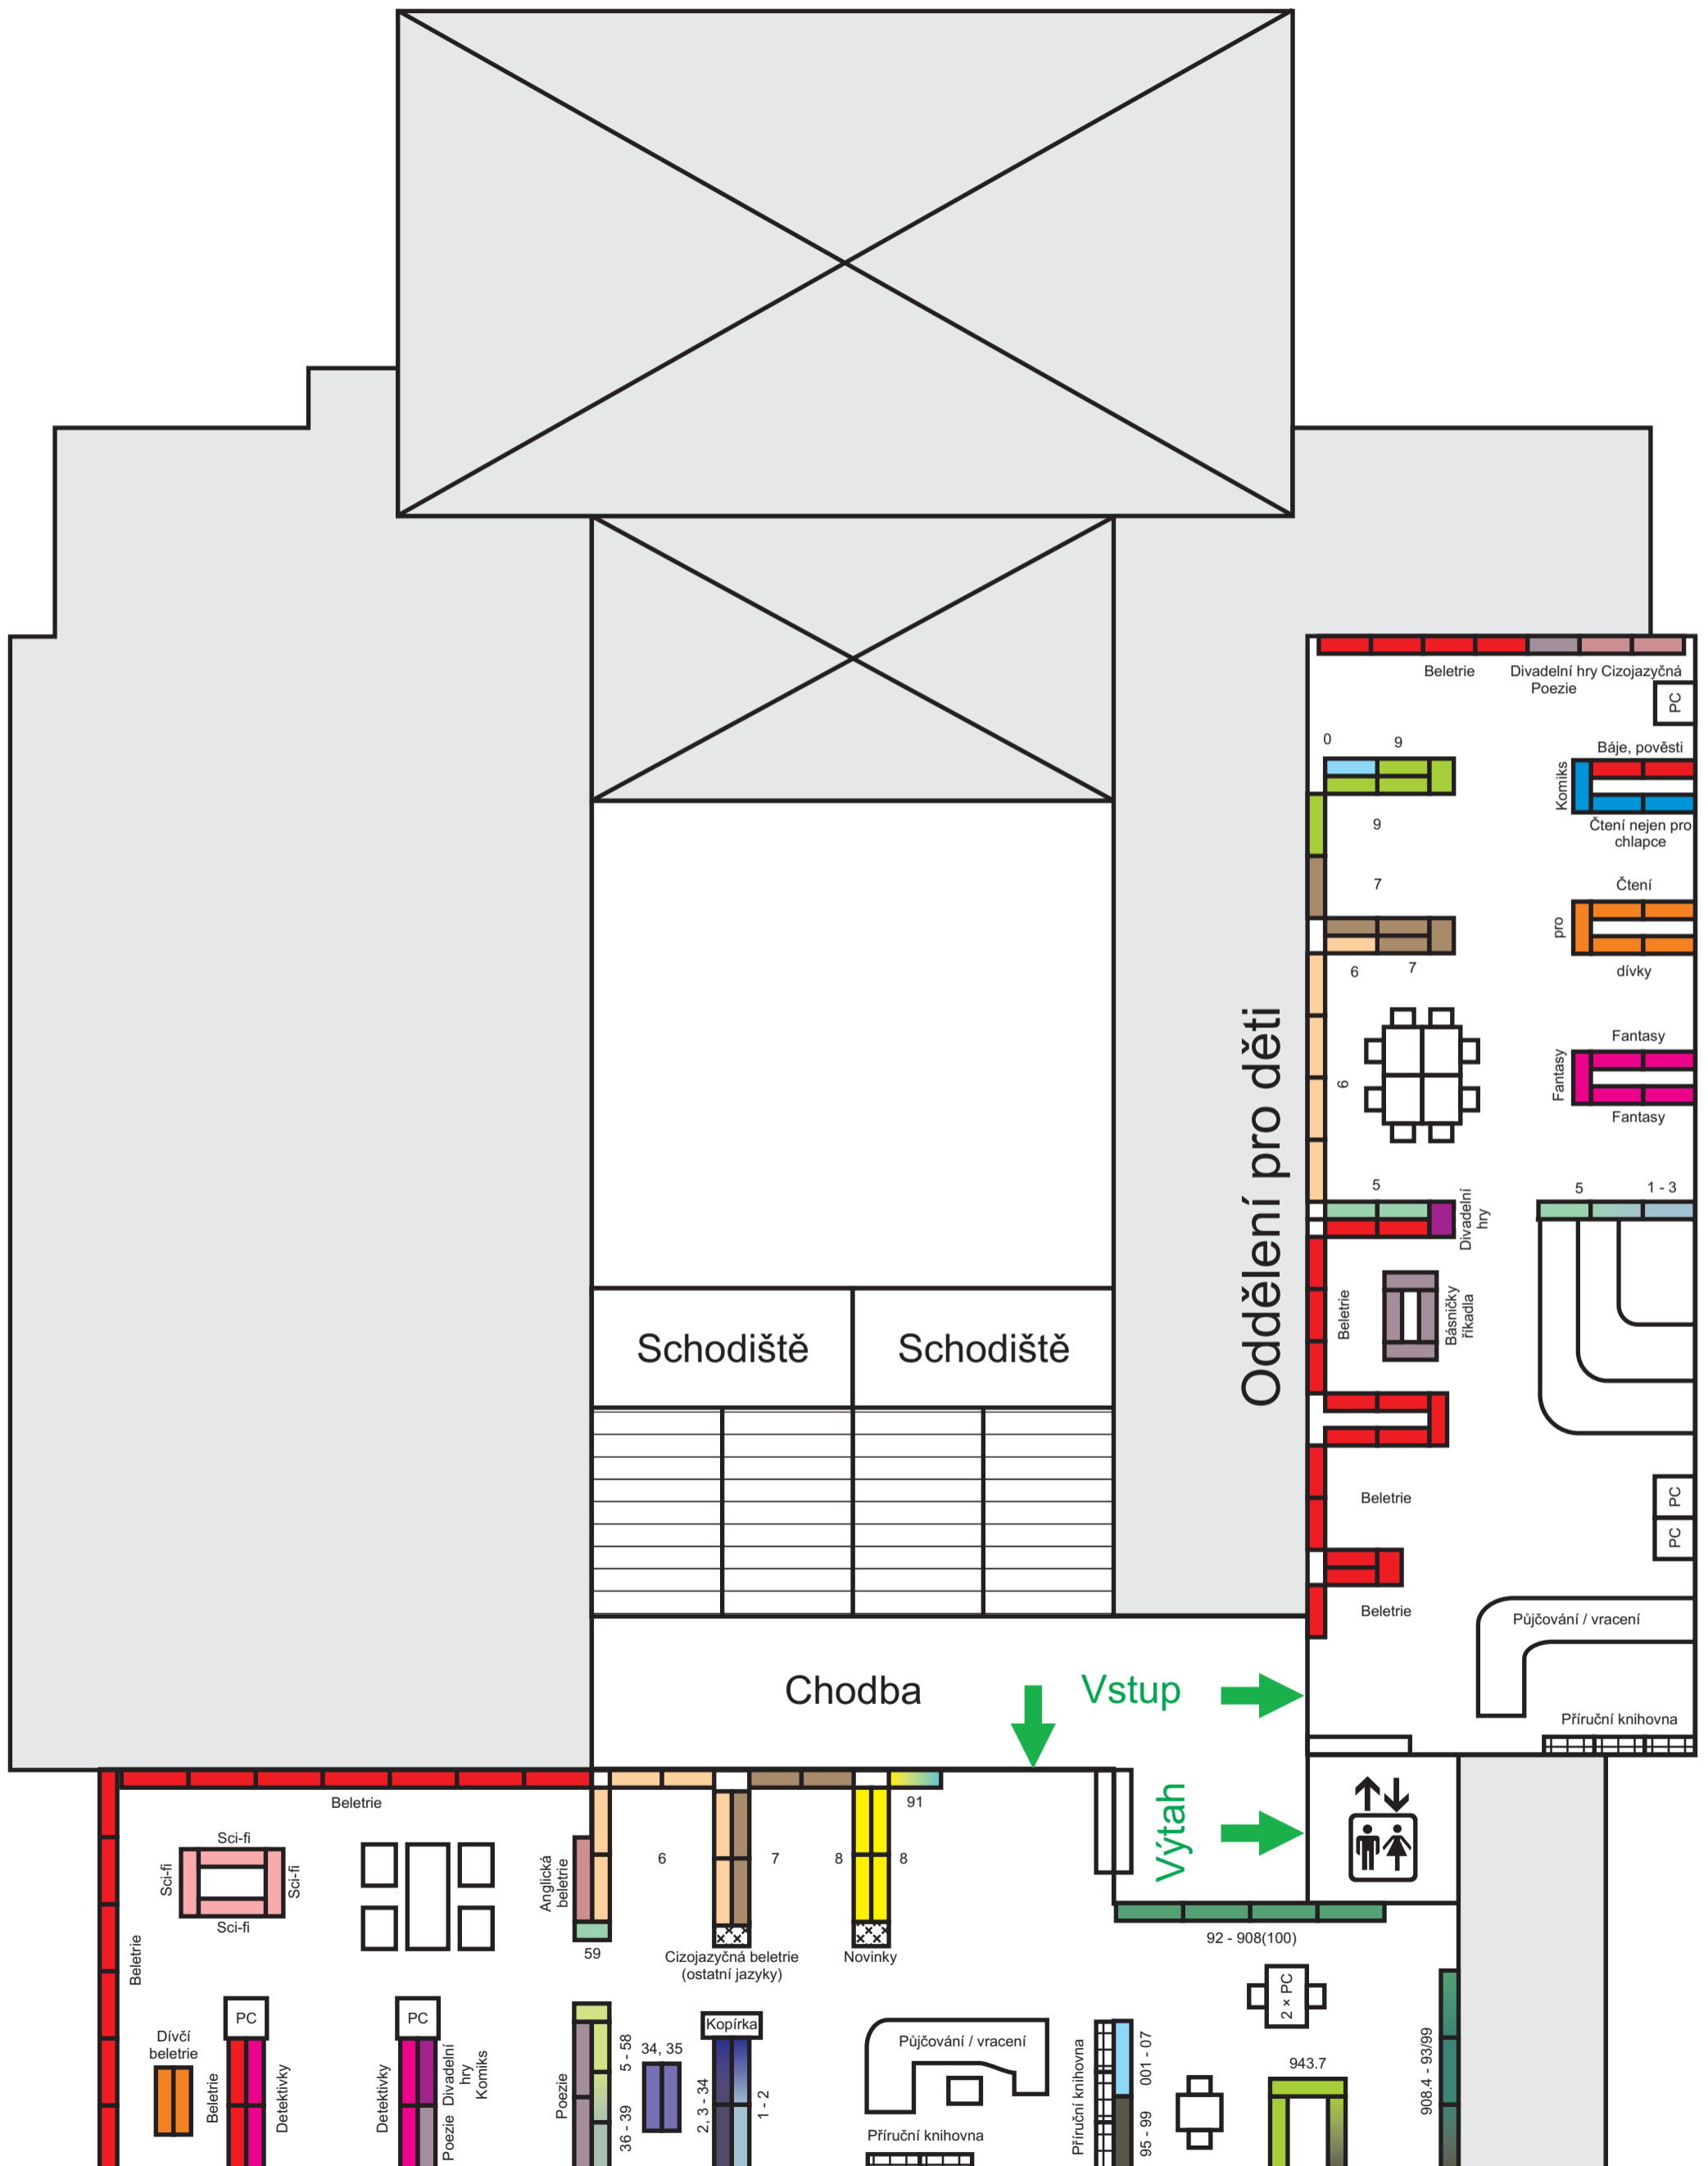 Beletrie
Divadelní hry Cizojazyčná
Poezie
PC
0
9
Báje, pověsti
Komiks
9
Čtení nejen pro
chlapce
7
Čtení
pro
6
7
dívky
Oddělení pro děti
Fantasy
Fantasy
6
Fantasy
5
Divadelní
hry
5
1 - 3
Beletrie
Básničky
říkadla
Schodiště
Schodiště
Beletrie
PC
PC
Beletrie
Půjčování / vracení
Chodba
Vstup
Příruční knihovna
Beletrie
91
Výtah
Sci-fi
Sci-fi
Sci-fi
Sci-fi
Anglická
beletrie
6
7
8
8
59
Cizojazyčná beletrie
(ostatní jazyky)
Novinky
92 - 908(100)
Beletrie
2 × PC
PC
PC
Kopírka
Dívčí
beletrie
Beletrie
Detektivky
Detektivky
Divadelní
hry
Komiks
Poezie
Poezie
5 - 58
36 - 39
34, 35
2, 3 - 34
1 - 2
Půjčování / vracení
Příruční knihovna
Příruční knihovna
001 - 07
95 - 99
943.7
908.4 - 93/99